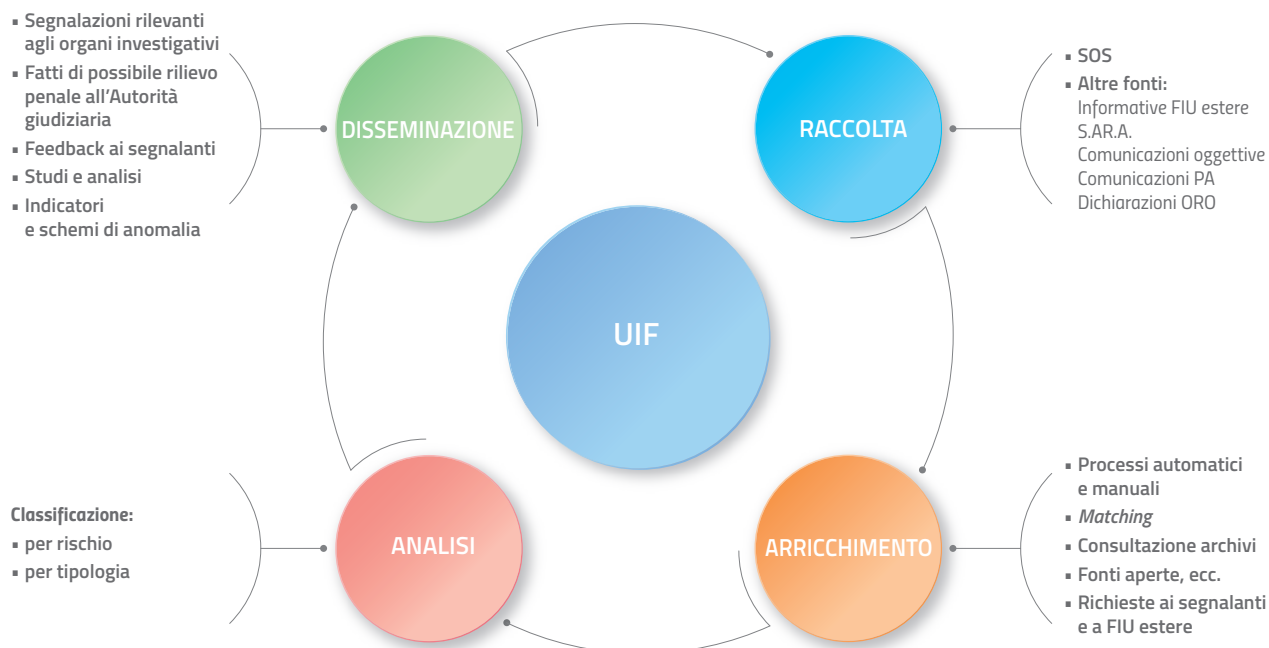 ▪ Segnalazioni rilevanti
agli organi investigativi
▪ Fatti di possibile rilievo
penale all'Autorità
giudiziaria
▪ Feedback ai segnalanti
▪ Studi e analisi
▪ Indicatori
e schemi di anomalia
DISSEMINAZIONE
RACCOLTA
▪ SOS
▪ Altre fonti:
Informative FIU estere
S.AR.A.
Comunicazioni oggettive
Comunicazioni PA
Dichiarazioni ORO
UIF
Classificazione:
▪ per rischio
▪ per tipologia
ANALISI
ARRICCHIMENTO
▪ Processi automatici
e manuali
▪ Matching
▪ Consultazione archivi
▪ Fonti aperte, ecc.
▪ Richieste ai segnalanti
e a FIU estere